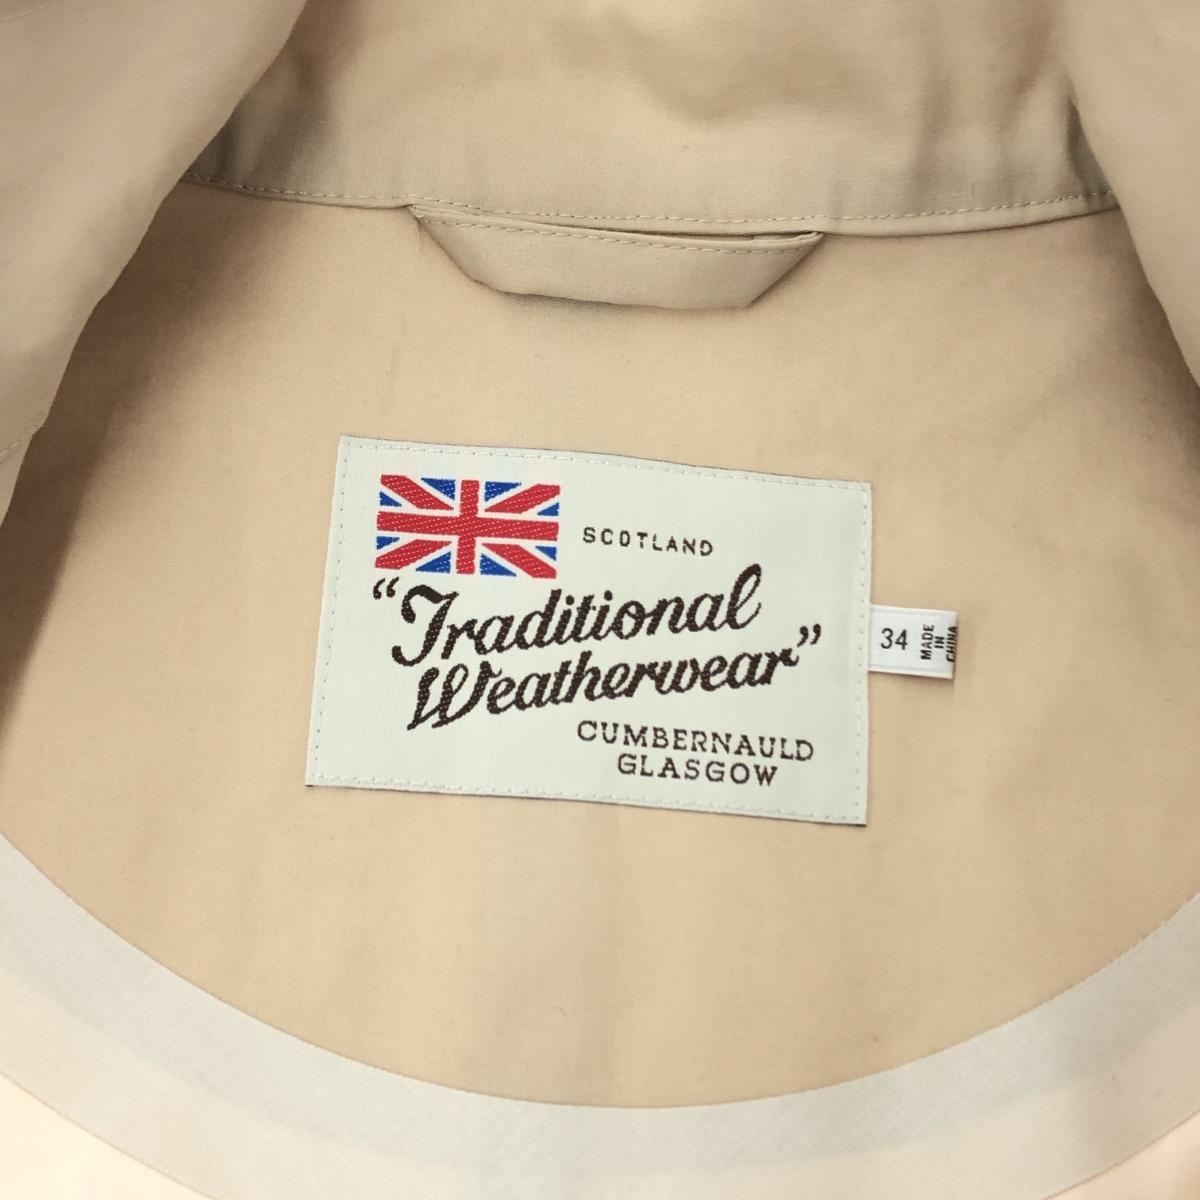 SCOTLAND
“Traditional
Weatherwear”
CUMBERNAULD
GLASGOW
34
MADE
IN
CHINA